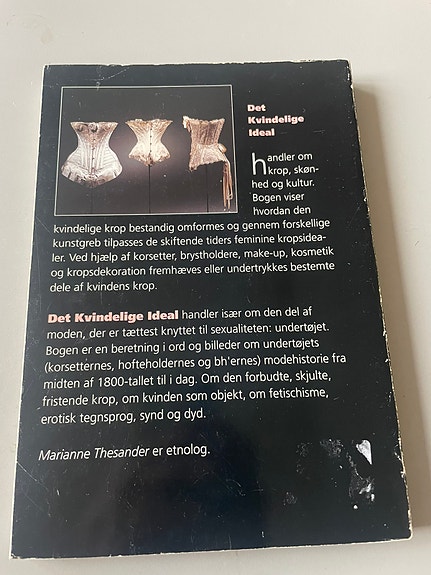 Det
Kvindelige
Ideal
handler om
krop, skøn-
hed og kultur.
Bogen viser
hvordan den
kvindelige krop bestandig omformes og gennem forskellige
kunstgreb tilpasses de skiftende tiders feminine kropsidea-
ler. Ved hjælp af korsetter, brystholdere, make-up, kosmetik
og kropsdekoration fremhæves eller undertrykkes bestemte
dele af kvindens krop.
Det Kvindelige Ideal handler især om den del af
moden, der er tættest knyttet til sexualiteten: undertøjet.
Bogen er en beretning i ord og billeder om undertøjets
(korsetternes, hofteholdernes og bh'ernes) modehistorie fra
midten af 1800-tallet til i dag. Om den forbudte, skjulte,
fristende krop, om kvinden som objekt, om fetischisme,
erotisk tegnsprog, synd og dyd.
Marianne Thesander er etnolog.